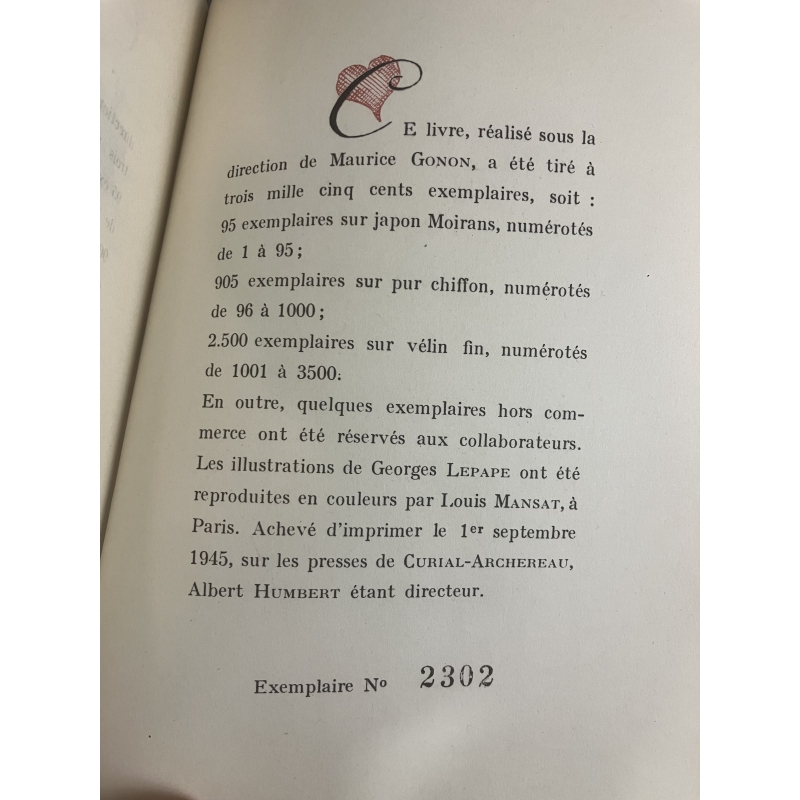 CE livre, réalisé sous la
direction de Maurice GONON, a été tiré à
trois mille cinq cents exemplaires, soit :
95 exemplaires sur japon Moirans, numérotés
de 1 à 95 ;
905 exemplaires sur pur chiffon, numérotés
de 96 à 1000 ;
2.500 exemplaires sur vélin fin, numérotés
de 1001 à 3500.
En outre, quelques exemplaires hors com-
merce ont été réservés aux collaborateurs.
Les illustrations de Georges LEPAPE ont été
reproduites en couleurs par Louis MANSAT, à
Paris. Achevé d'imprimer le 1er septembre
1945, sur les presses de CURIAL-ARCHEREAU,
Albert HUMBERT étant directeur.
Exemplaire No 2302